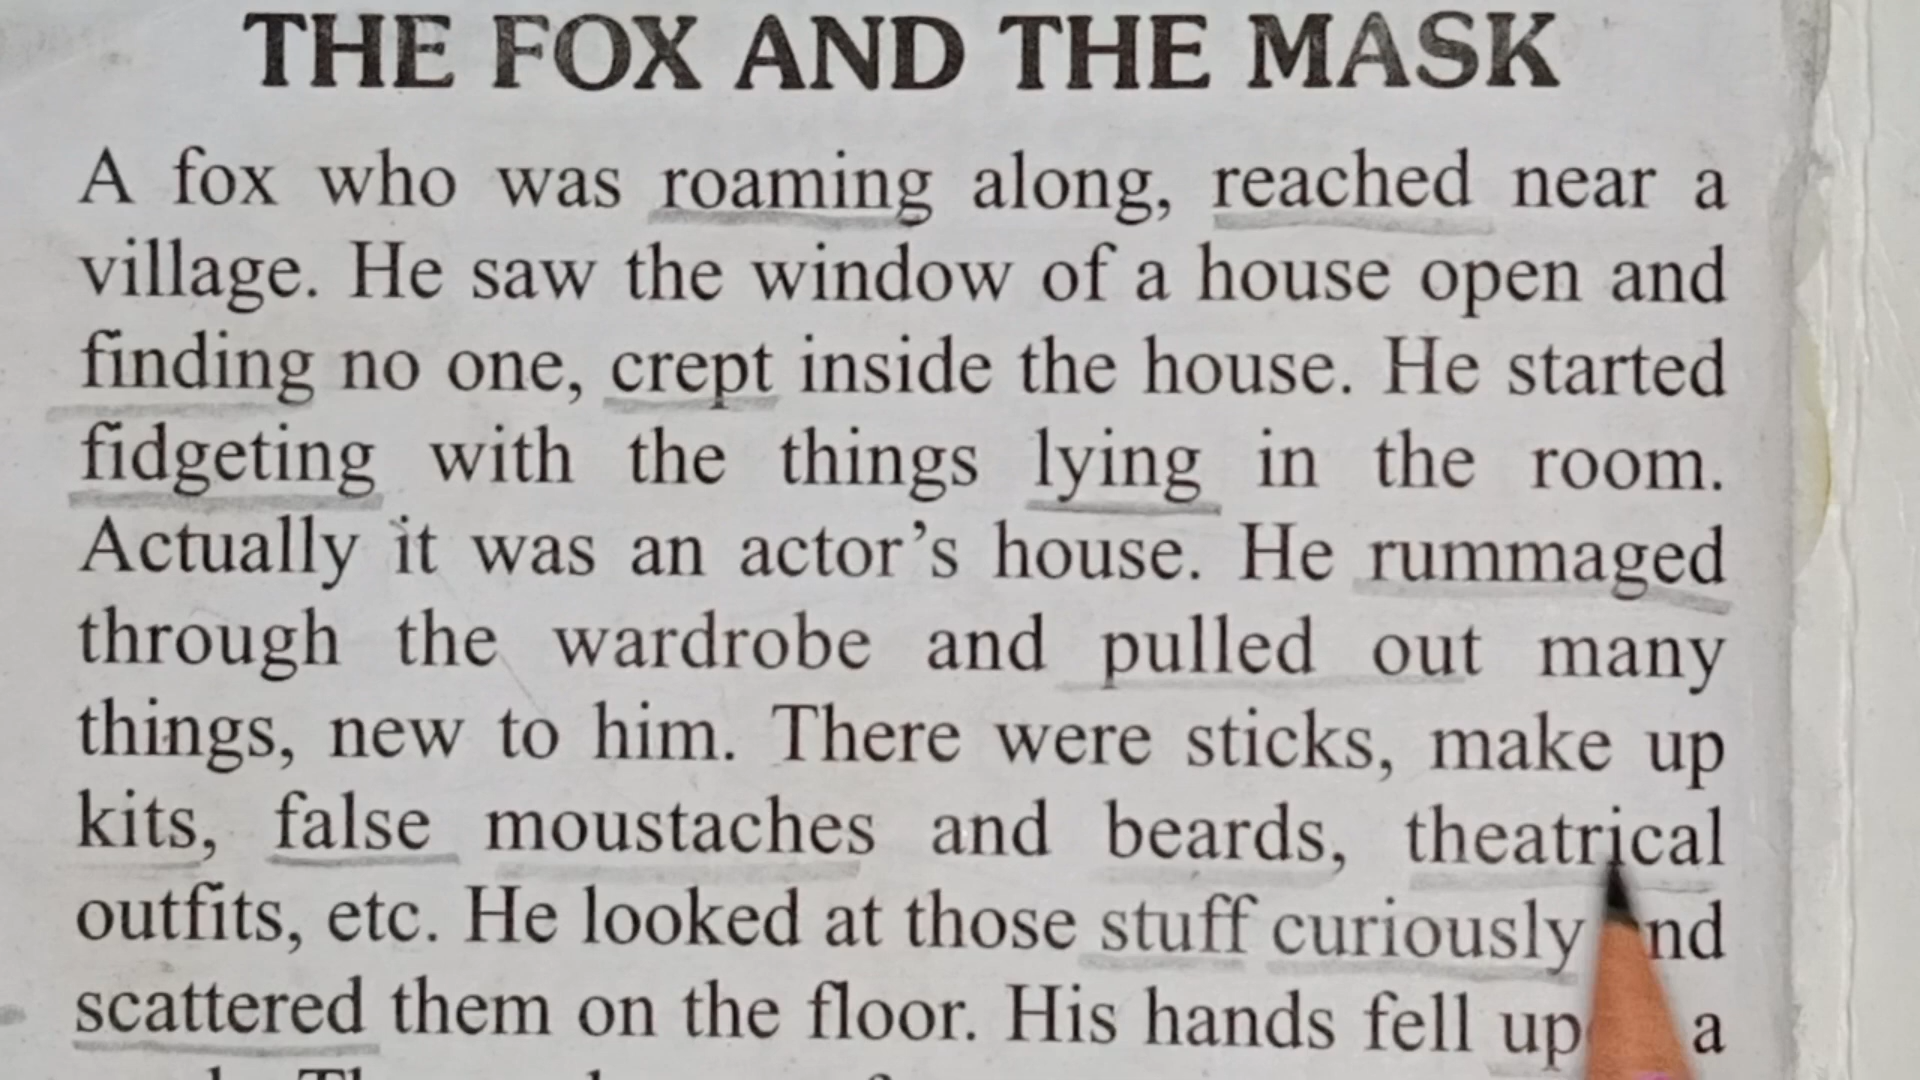 THE FOX AND THE MASK
A fox who was roaming along, reached near a
village. He saw the window of a house open and
finding no one, crept inside the house. He started
fidgeting with the things lying in the room.
Actually it was an actor’s house. He rummaged
through the wardrobe and pulled out many
things, new to him. There were sticks, make up
kits, false moustaches and beards, theatrical
outfits, etc. He looked at those stuff curiously
scattered them on the floor. His hands fell a